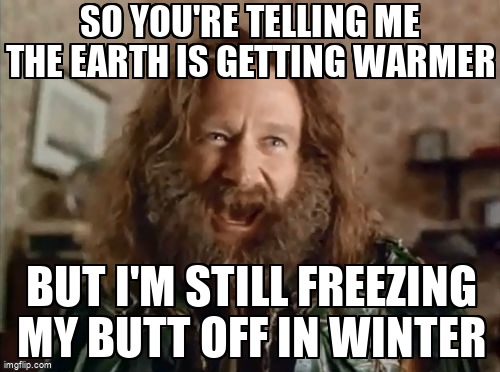 SO YOU'RE TELLING ME
THE EARTH IS GETTING WARMER
BUT I'M STILL FREEZING
MY BUTT OFF IN WINTER
imgflip.com